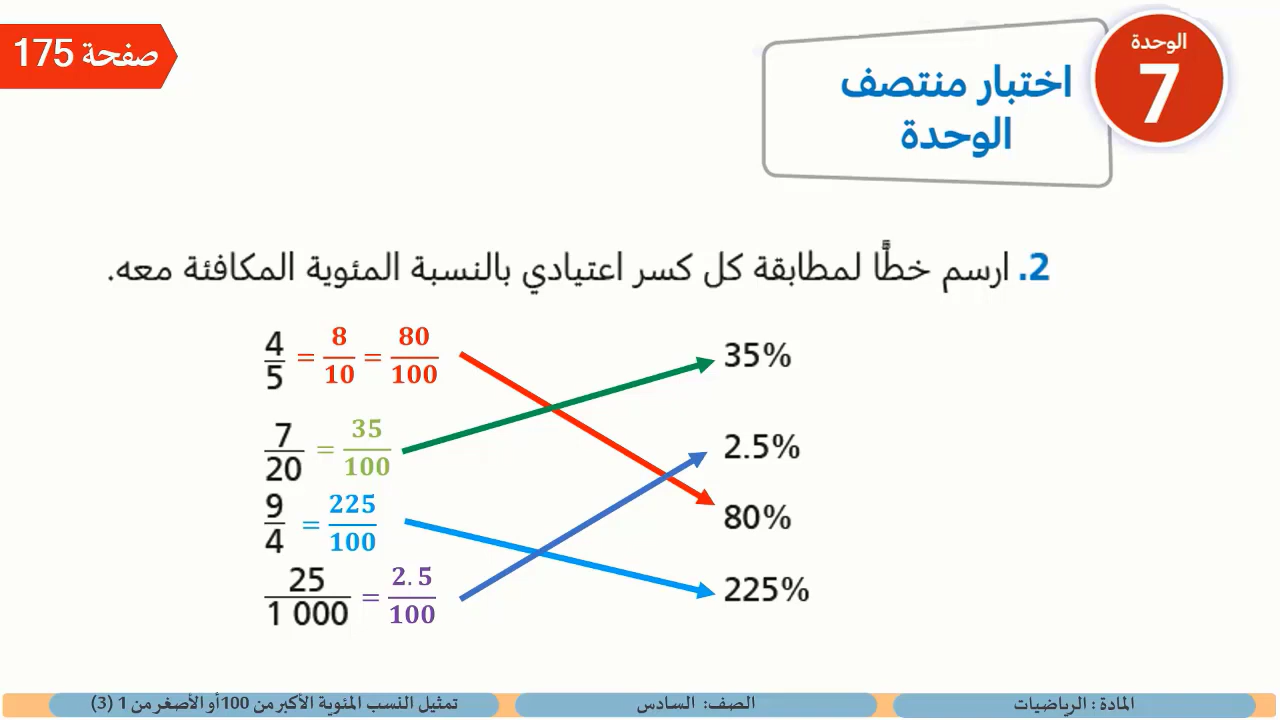 صفحة 175
الوحدة
7
اختبار منتصف
الوحدة
2. ارسم خطًّا لمطابقة كل كسر اعتيادي بالنسبة المئوية المكافئة معه.
4/5 = 8/10 = 80/100
35%
7/20 = 35/100
2.5%
9/4 = 225/100
80%
25/1 000 = 2.5/100
225%
المادة : الرياضيات
الصف: السادس
تمثيل النسب المئوية الأكبر من 100 أو الأصغر من 1 (3)